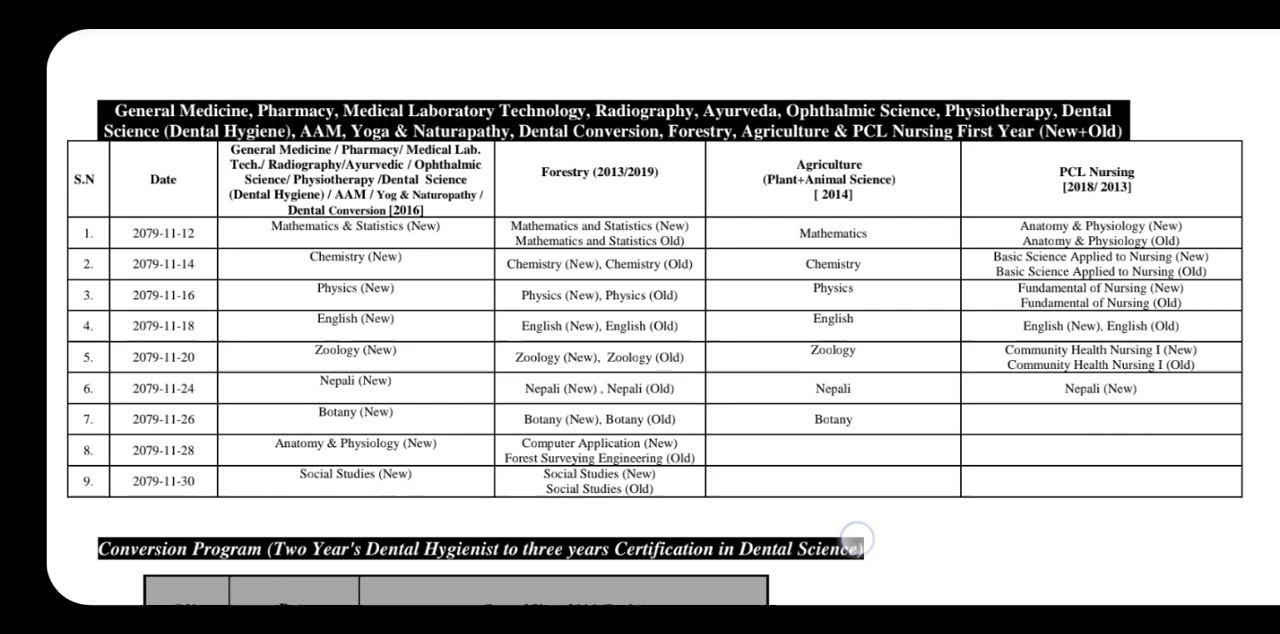 General Medicine, Pharmacy, Medical Laboratory Technology, Radiography, Ayurveda, Ophthalmic Science, Physiotherapy, Dental
Science (Dental Hygiene), AAM, Yoga & Naturapathy, Dental Conversion, Forestry, Agriculture & PCL Nursing First Year (New+Old)
S.N
Date
General Medicine / Pharmacy/ Medical Lab.
Tech./ Radiography/Ayurvedic / Ophthalmic
Science/ Physiotherapy /Dental Science
(Dental Hygiene) / AAM / Yog & Naturopathy /
Dental Conversion [2016]
Forestry (2013/2019)
Agriculture
(Plant+Animal Science)
[ 2014]
PCL Nursing
[2018/ 2013]
1.
2079-11-12
Mathematics & Statistics (New)
Mathematics and Statistics (New)
Mathematics and Statistics Old)
Mathematics
Anatomy & Physiology (New)
Anatomy & Physiology (Old)
2.
2079-11-14
Chemistry (New)
Chemistry (New), Chemistry (Old)
Chemistry
Basic Science Applied to Nursing (New)
Basic Science Applied to Nursing (Old)
3.
2079-11-16
Physics (New)
Physics (New), Physics (Old)
Physics
Fundamental of Nursing (New)
Fundamental of Nursing (Old)
4.
2079-11-18
English (New)
English (New), English (Old)
English
English (New), English (Old)
5.
2079-11-20
Zoology (New)
Zoology (New), Zoology (Old)
Zoology
Community Health Nursing I (New)
Community Health Nursing I (Old)
6.
2079-11-24
Nepali (New)
Nepali (New) , Nepali (Old)
Nepali
Nepali (New)
7.
2079-11-26
Botany (New)
Botany (New), Botany (Old)
Botany
8.
2079-11-28
Anatomy & Physiology (New)
Computer Application (New)
Forest Surveying Engineering (Old)
9.
2079-11-30
Social Studies (New)
Social Studies (New)
Social Studies (Old)
Conversion Program (Two Year's Dental Hygienist to three years Certification in Dental Science)